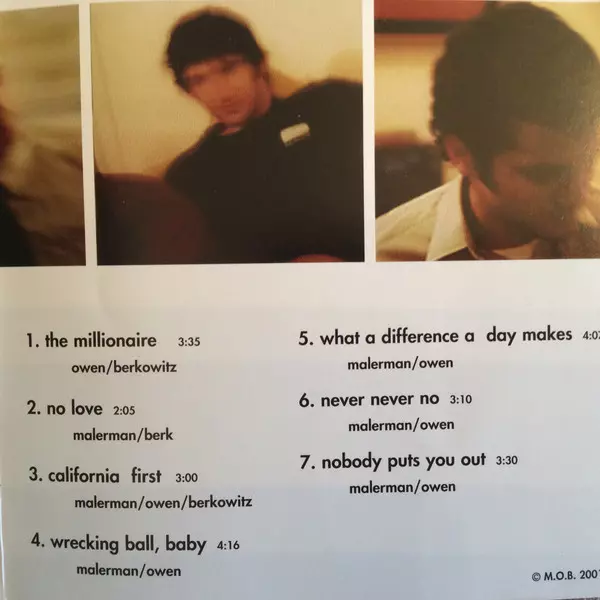 1. the millionaire 3:35
owen/berkowitz
2. no love 2:05
malerman/berk
3. california first 3:00
malerman/owen/berkowitz
4. wrecking ball, baby 4:16
malerman/owen
5. what a difference a day makes
malerman/owen
6. never never no 3:10
malerman/owen
7. nobody puts you out 3:30
malerman/owen
© M.O.B. 2001